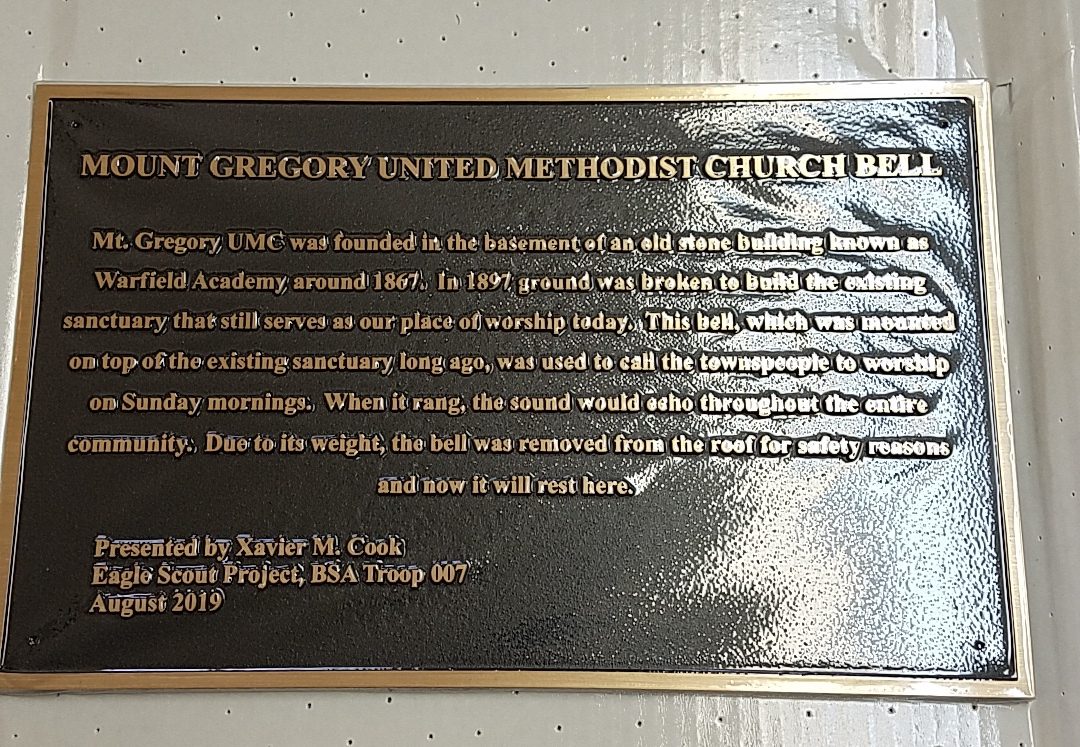 MOUNT GREGORY UNITED METHODIST CHURCH BELL
Mt. Gregory UMC was founded in the basement of an old stone building known as
Warfield Academy around 1867. In 1897 ground was broken to build the existing
sanctuary that still serves as our place of worship today. This bell, which was mounted
on top of the existing sanctuary long ago, was used to call the townspeople to worship
on Sunday mornings. When it rang, the sound would echo throughout the entire
community. Due to its weight, the bell was removed from the roof for safety reasons
and now it will rest here.
Presented by Xavier M. Cook
Eagle Scout Project, BSA Troop 007
August 2019